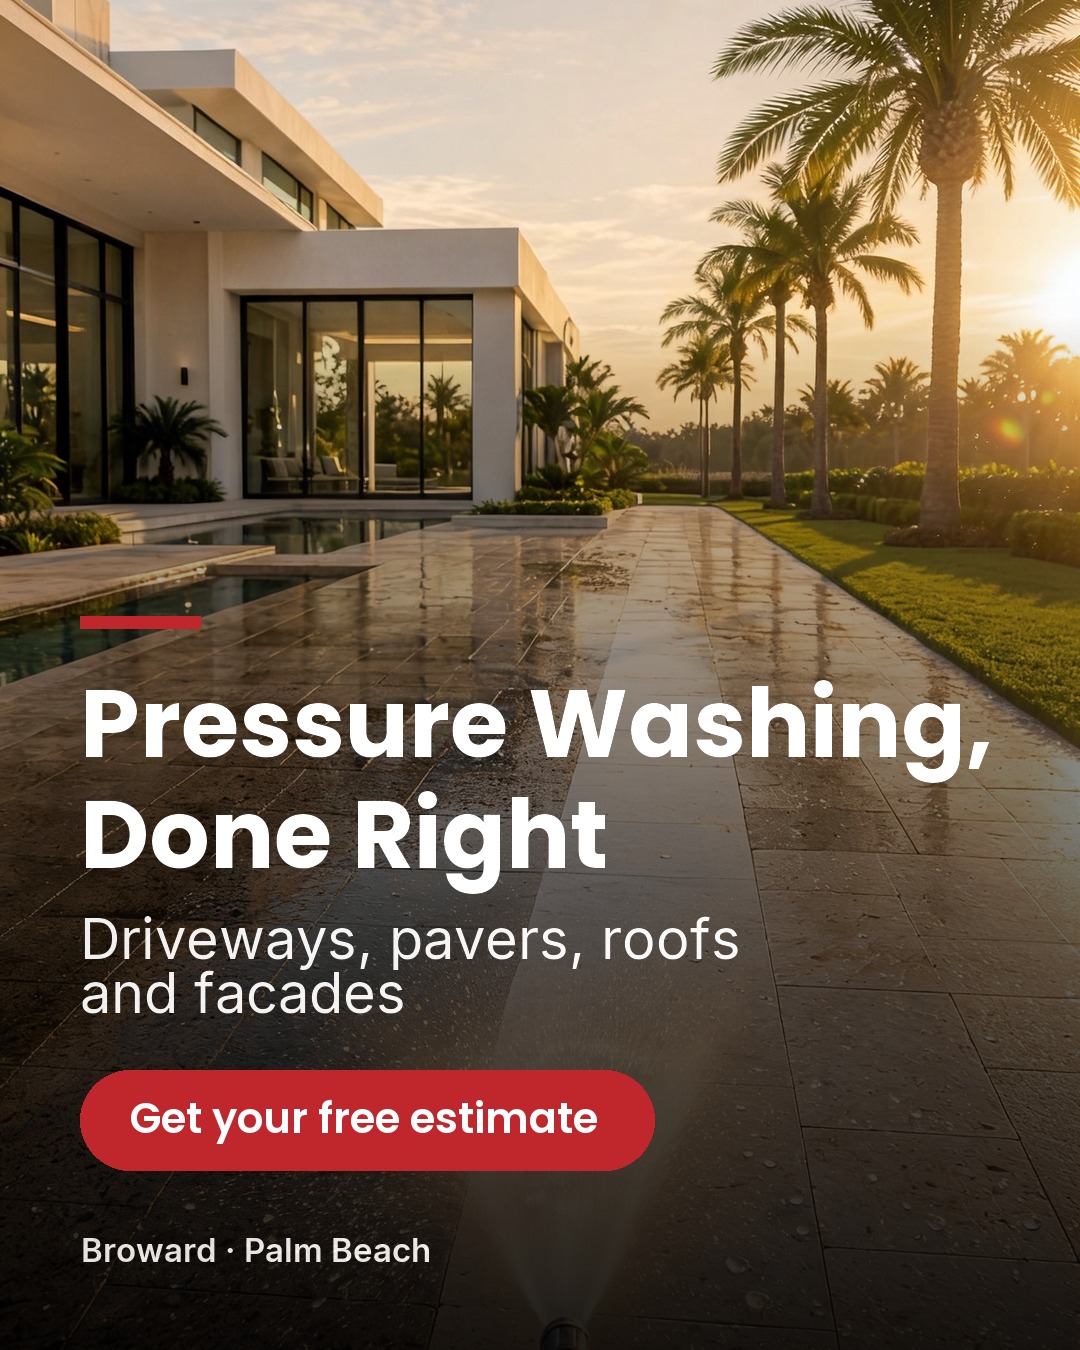 Pressure Washing,
Done Right
Driveways, pavers, roofs
and facades
Get your free estimate
Broward · Palm Beach